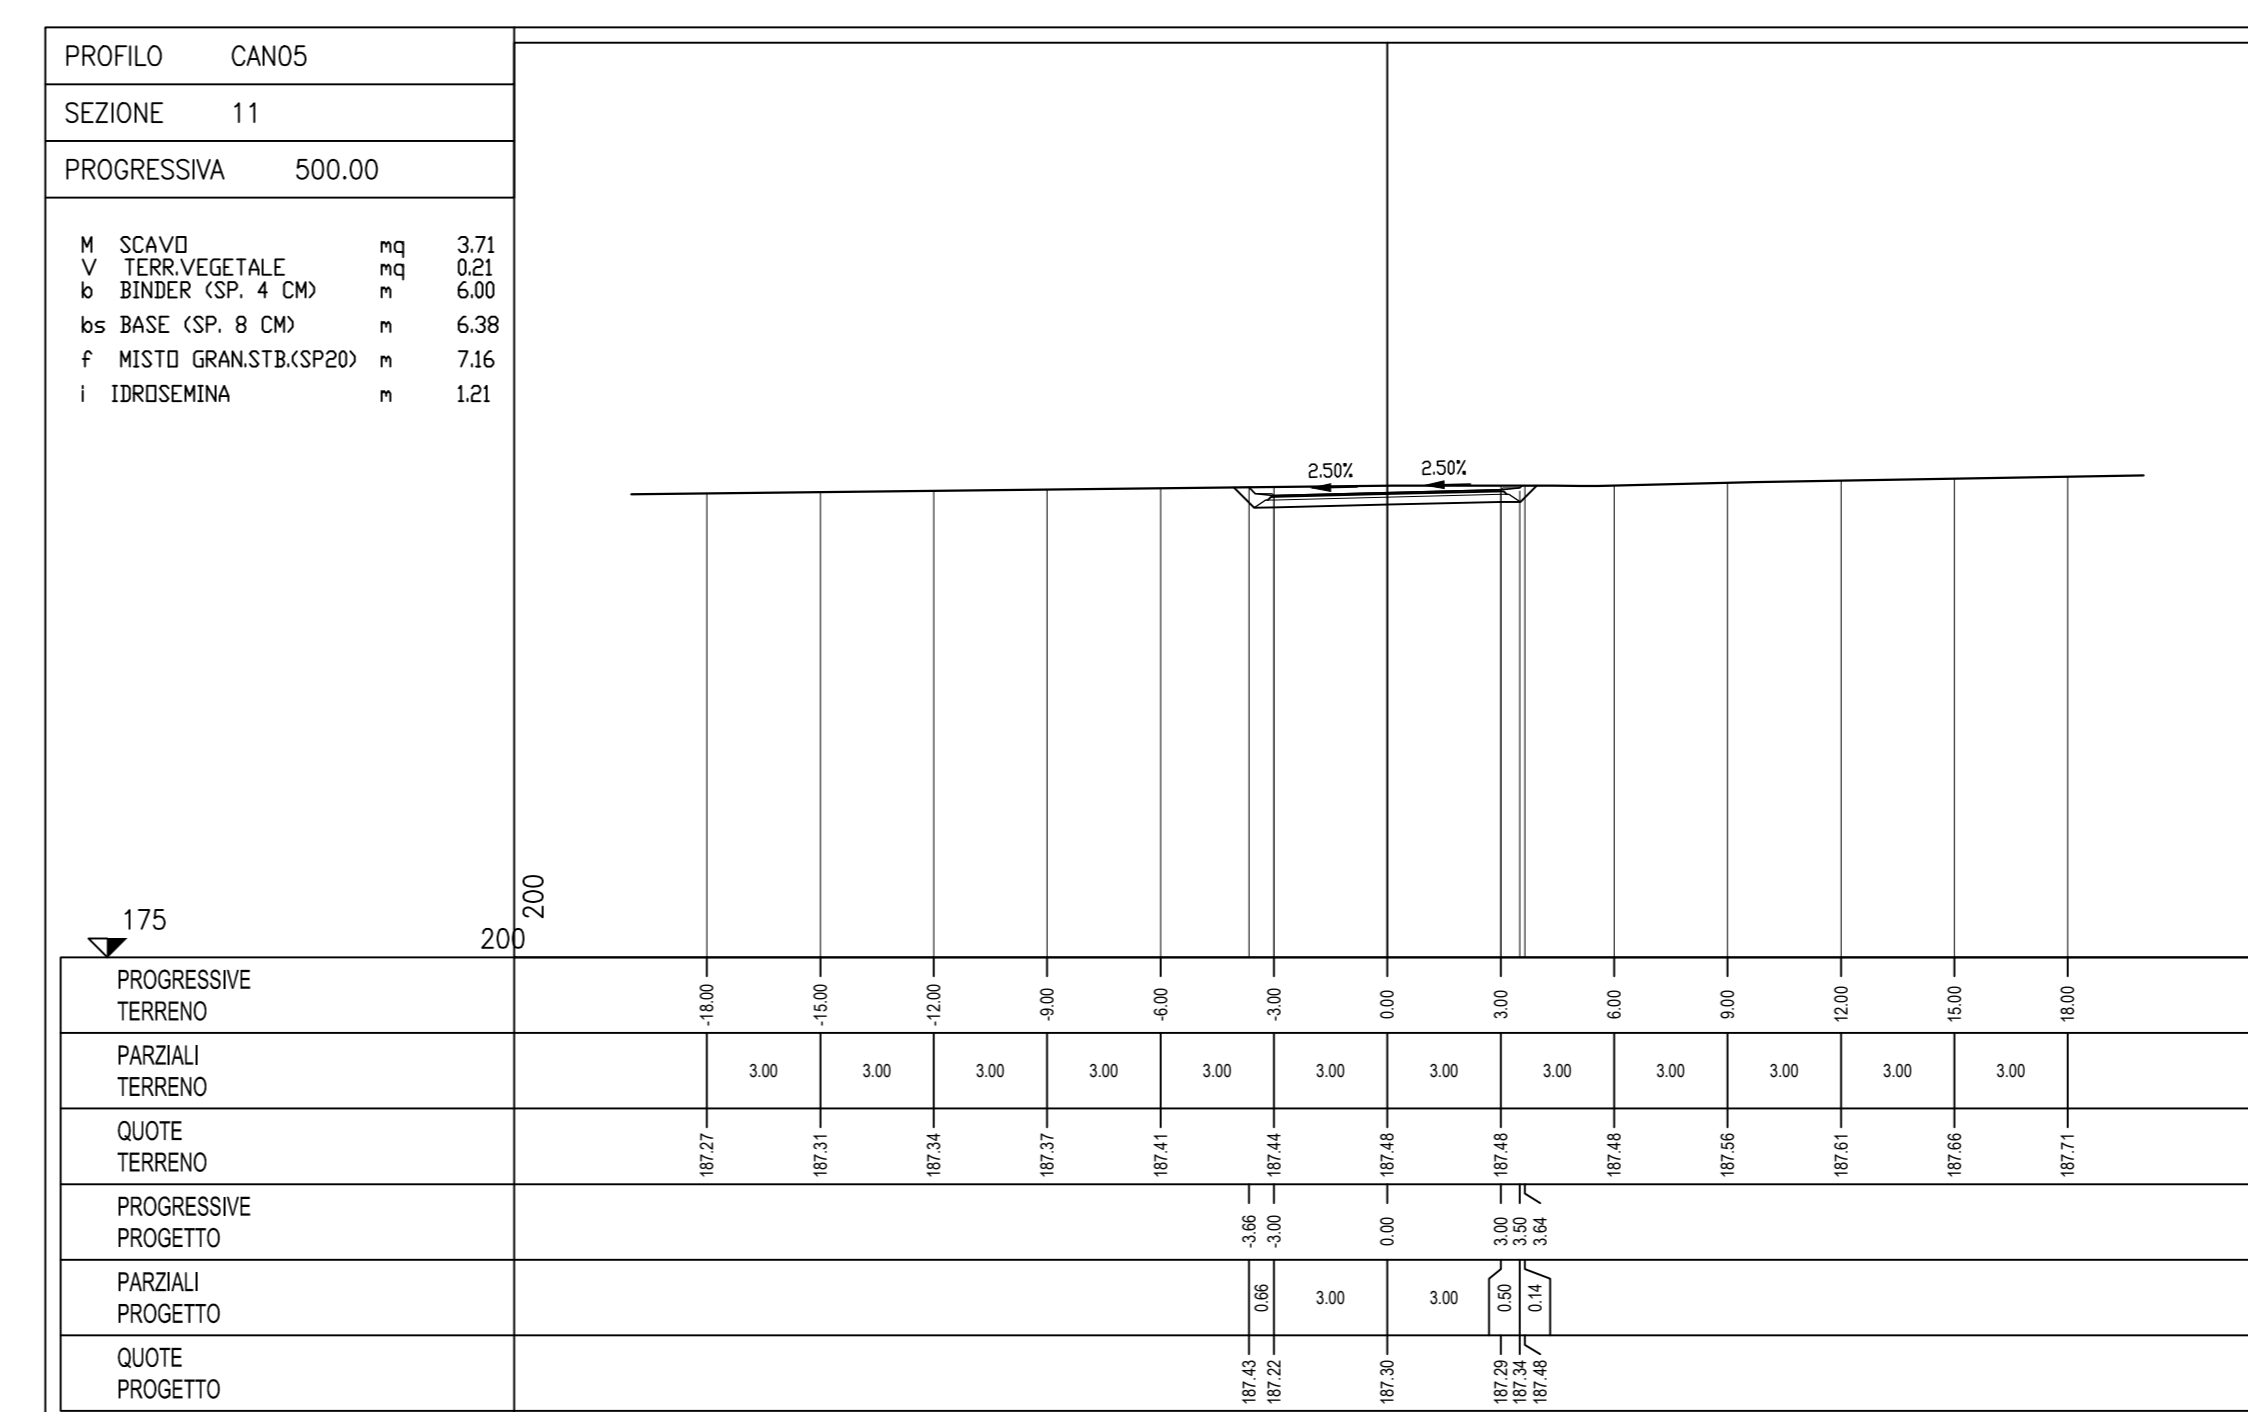 PROFILO CAN05
SEZIONE 11
PROGRESSIVA 500.00
M SCAVO mq 3.71
V TERR.VEGETALE mq 0.21
b BINDER (SP. 4 CM) m 6.00
bs BASE (SP. 8 CM) m 6.38
f MISTO GRAN.STB.(SP20) m 7.16
i IDROSEMINA m 1.21
2.50% 2.50%
175
200
200
PROGRESSIVE
TERRENO
-18.00 -15.00 -12.00 -9.00 -6.00 -3.00 0.00 3.00 6.00 9.00 12.00 15.00 18.00
PARZIALI
TERRENO
3.00 3.00 3.00 3.00 3.00 3.00 3.00 3.00 3.00 3.00 3.00 3.00
QUOTE
TERRENO
187.27 187.31 187.34 187.37 187.41 187.44 187.48 187.48 187.48 187.56 187.61 187.66 187.71
PROGRESSIVE
PROGETTO
-3.66 -3.00 0.00 3.00 3.50 3.64
PARZIALI
PROGETTO
0.66 3.00 3.00 0.50 0.14
QUOTE
PROGETTO
187.43 187.22 187.30 187.29 187.34 187.48